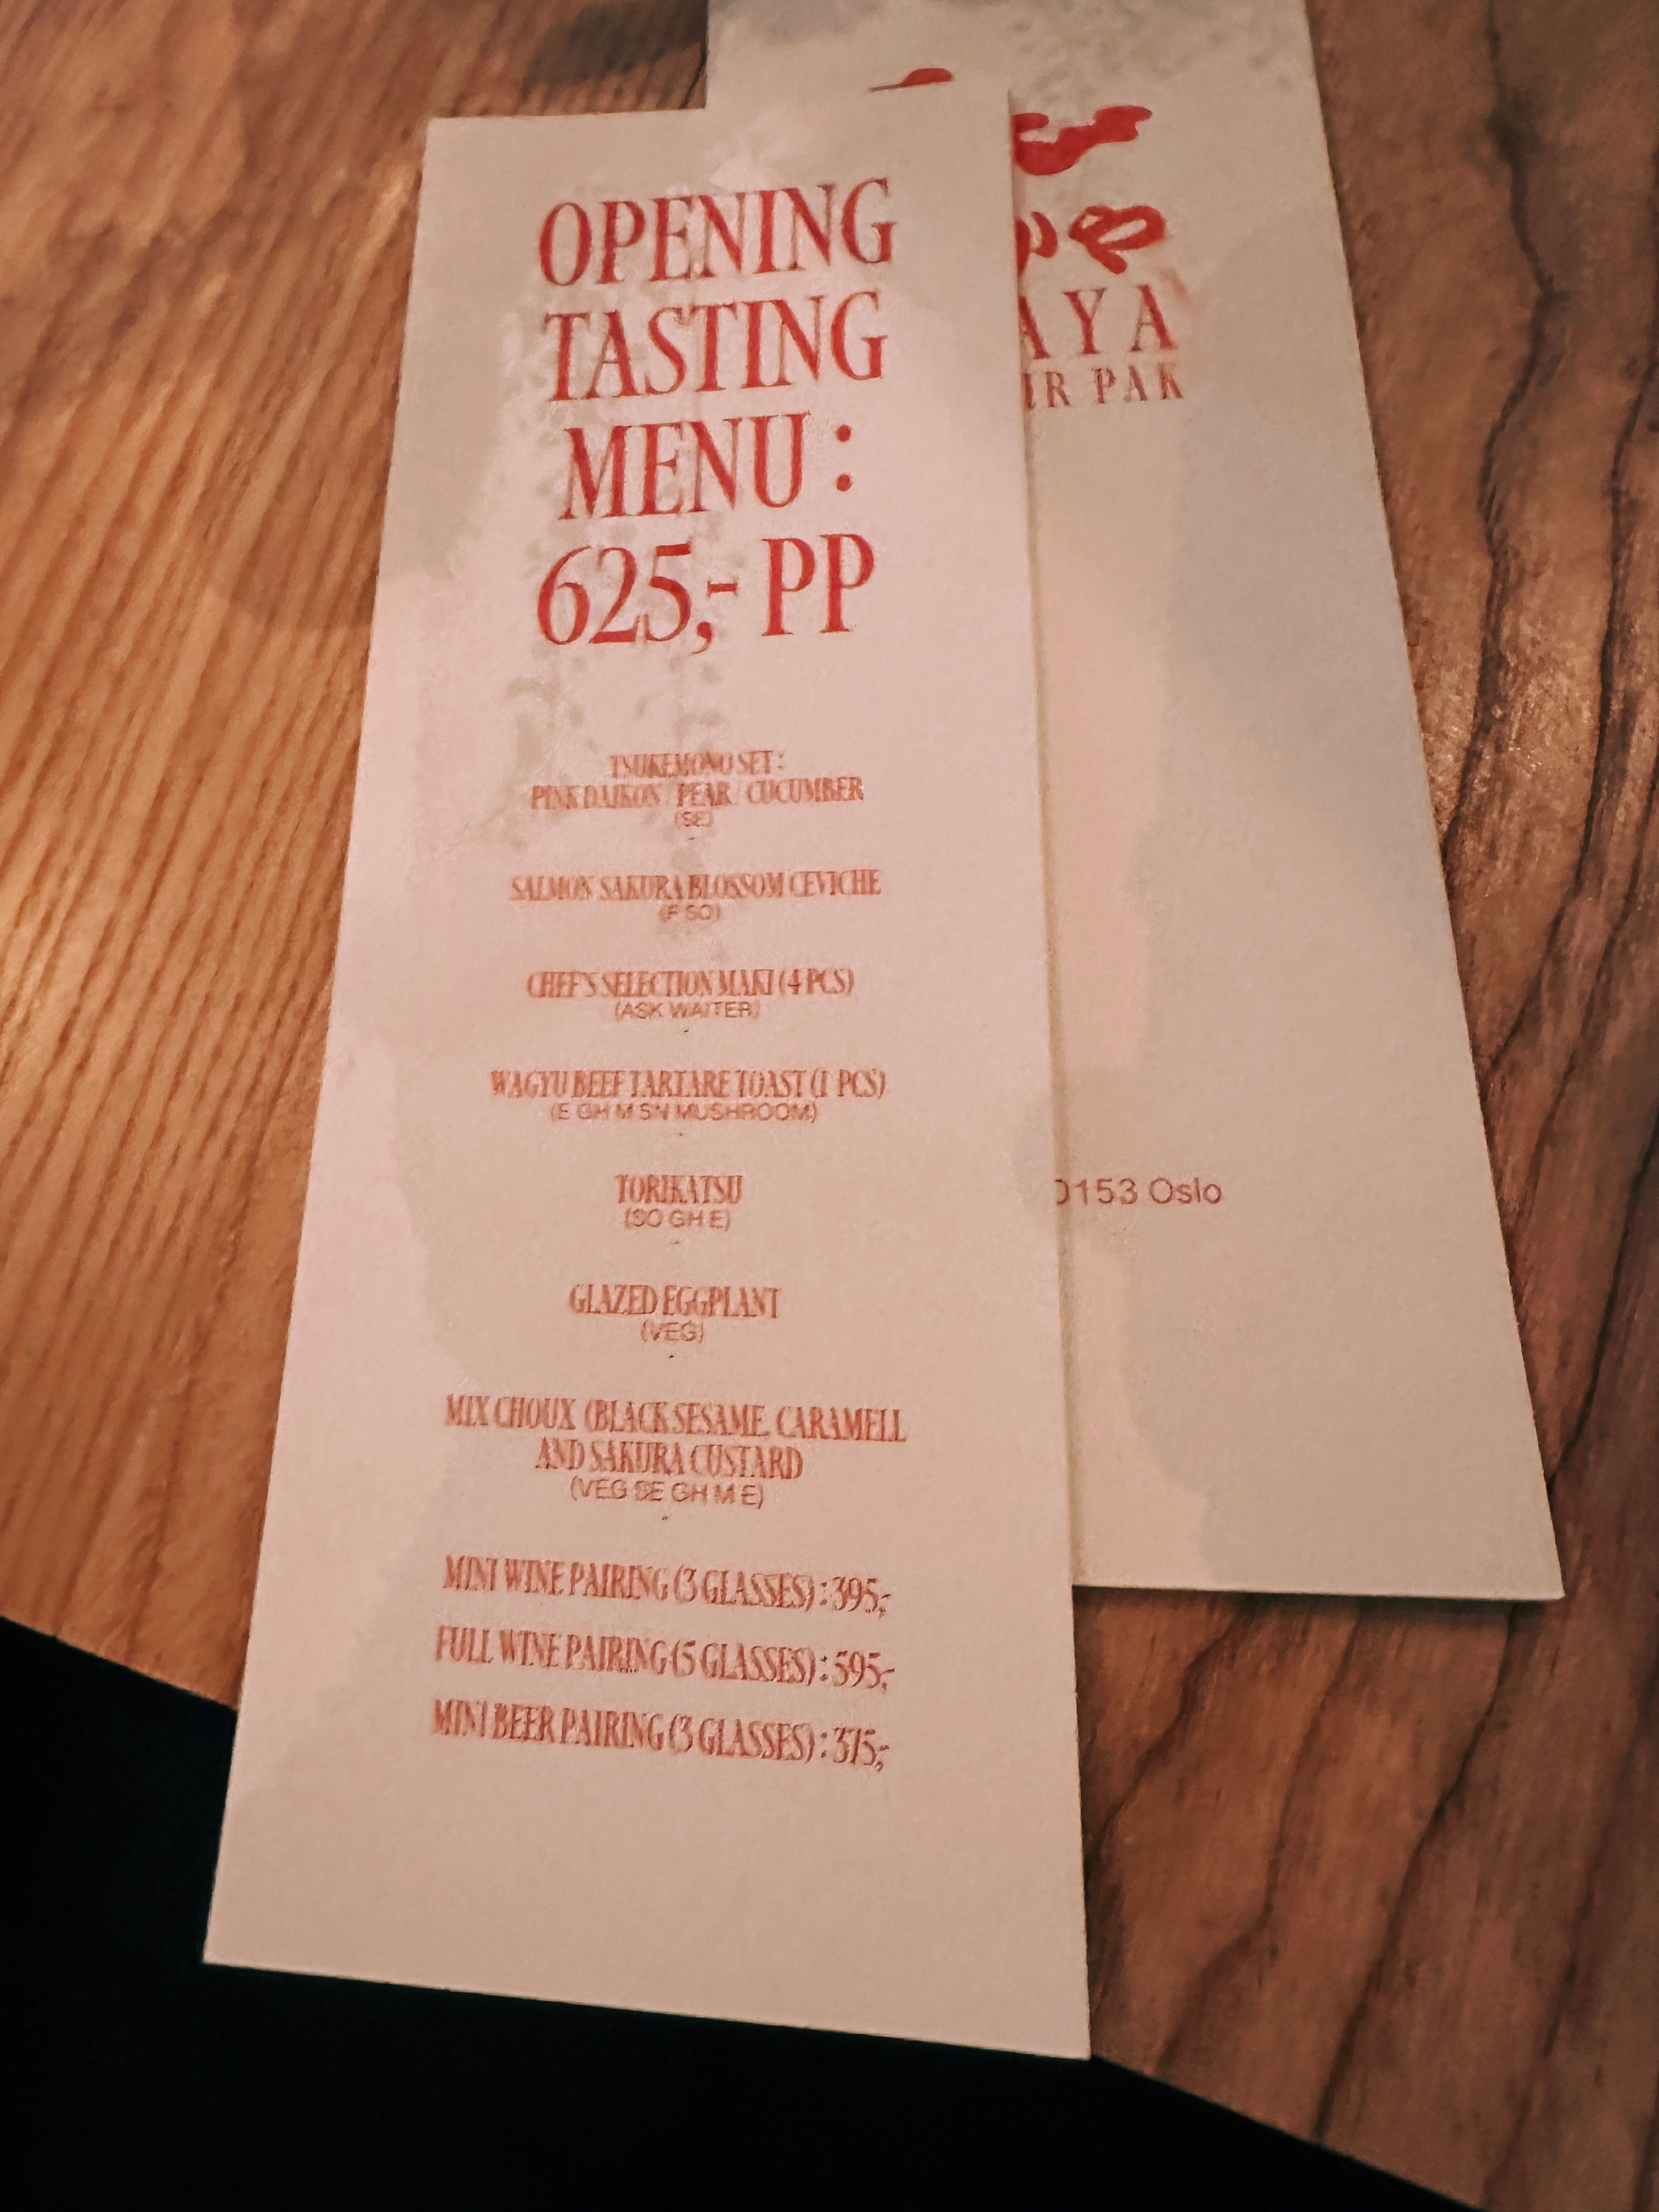 OPENING
TASTING
MENU :
625,- PP
TSUKEMONO SET :
PINK DAIKON / PEAR / CUCUMBER
(SE)
SALMON SAKURA BLOSSOM CEVICHE
(F SO)
CHEF'S SELECTION MAKI (4 PCS)
(ASK WAITER)
WAGYU BEEF TARTARE TOAST (1 PCS)
(E GH M SN MUSHROOM)
TORIKATSU
(SO GH E)
GLAZED EGGPLANT
(VEG)
MIX CHOUX (BLACK SESAME, CARAMELL
AND SAKURA CUSTARD
(VEG SE GH M E)
MINI WINE PAIRING (3 GLASSES) : 395,-
FULL WINE PAIRING (5 GLASSES) : 595,-
MINI BEER PAIRING (3 GLASSES) : 375,-
や
AYA
IR PAK
0153 Oslo